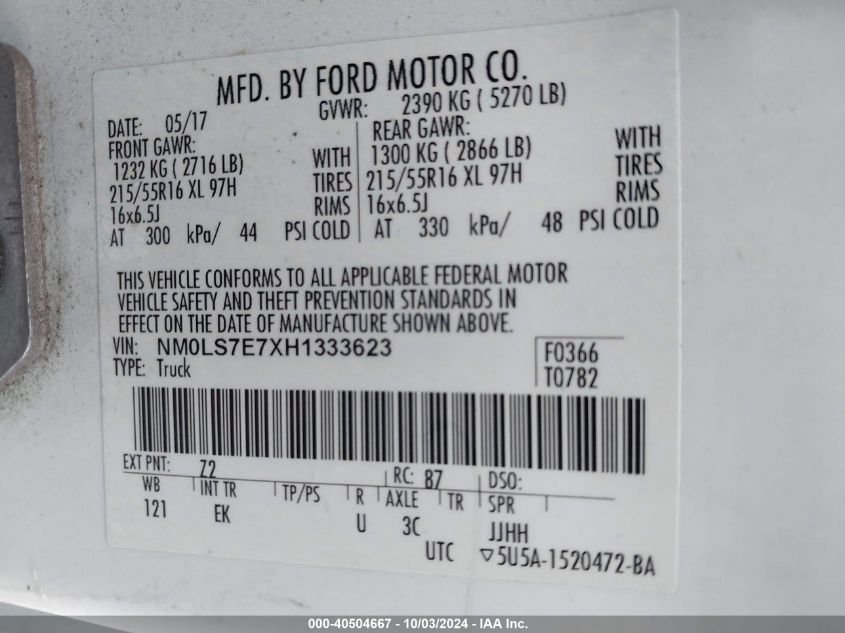 MFD. BY FORD MOTOR CO.
DATE: 05/17 GVWR: 2390 KG ( 5270 LB)
FRONT GAWR: REAR GAWR:
1232 KG ( 2716 LB) WITH 1300 KG ( 2866 LB) WITH
215/55R16 XL 97H TIRES 215/55R16 XL 97H TIRES
16x6.5J RIMS 16x6.5J RIMS
AT 300 kPa/ 44 PSI COLD AT 330 kPa/ 48 PSI COLD
THIS VEHICLE CONFORMS TO ALL APPLICABLE FEDERAL MOTOR
VEHICLE SAFETY AND THEFT PREVENTION STANDARDS IN
EFFECT ON THE DATE OF MANUFACTURE SHOWN ABOVE.
VIN: NM0LS7E7XH1333623 F0366
TYPE: Truck T0782
EXT PNT: Z2 RC: 87 DSO:
WB INT TR TP/PS R AXLE TR SPR
121 EK U 3C JJHH
UTC ▽5U5A-1520472-BA
000-40504667 - 10/03/2024 - IAA Inc.